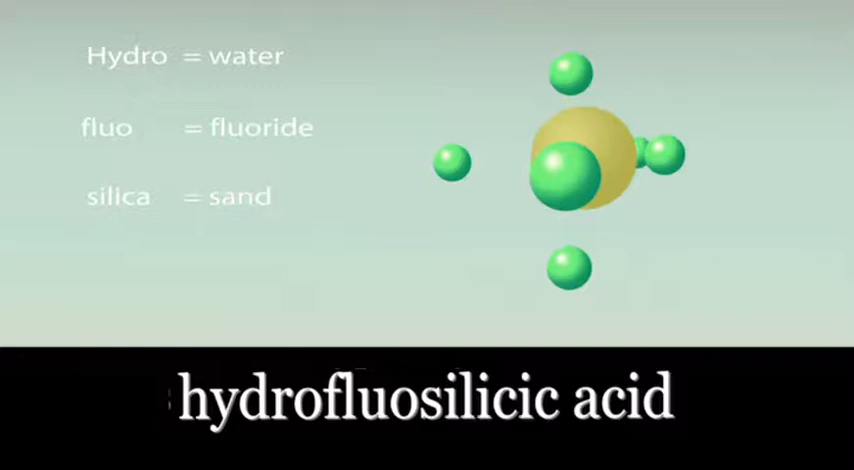 Hydro = water
fluo = fluoride
silica = sand
hydrofluosilicic acid